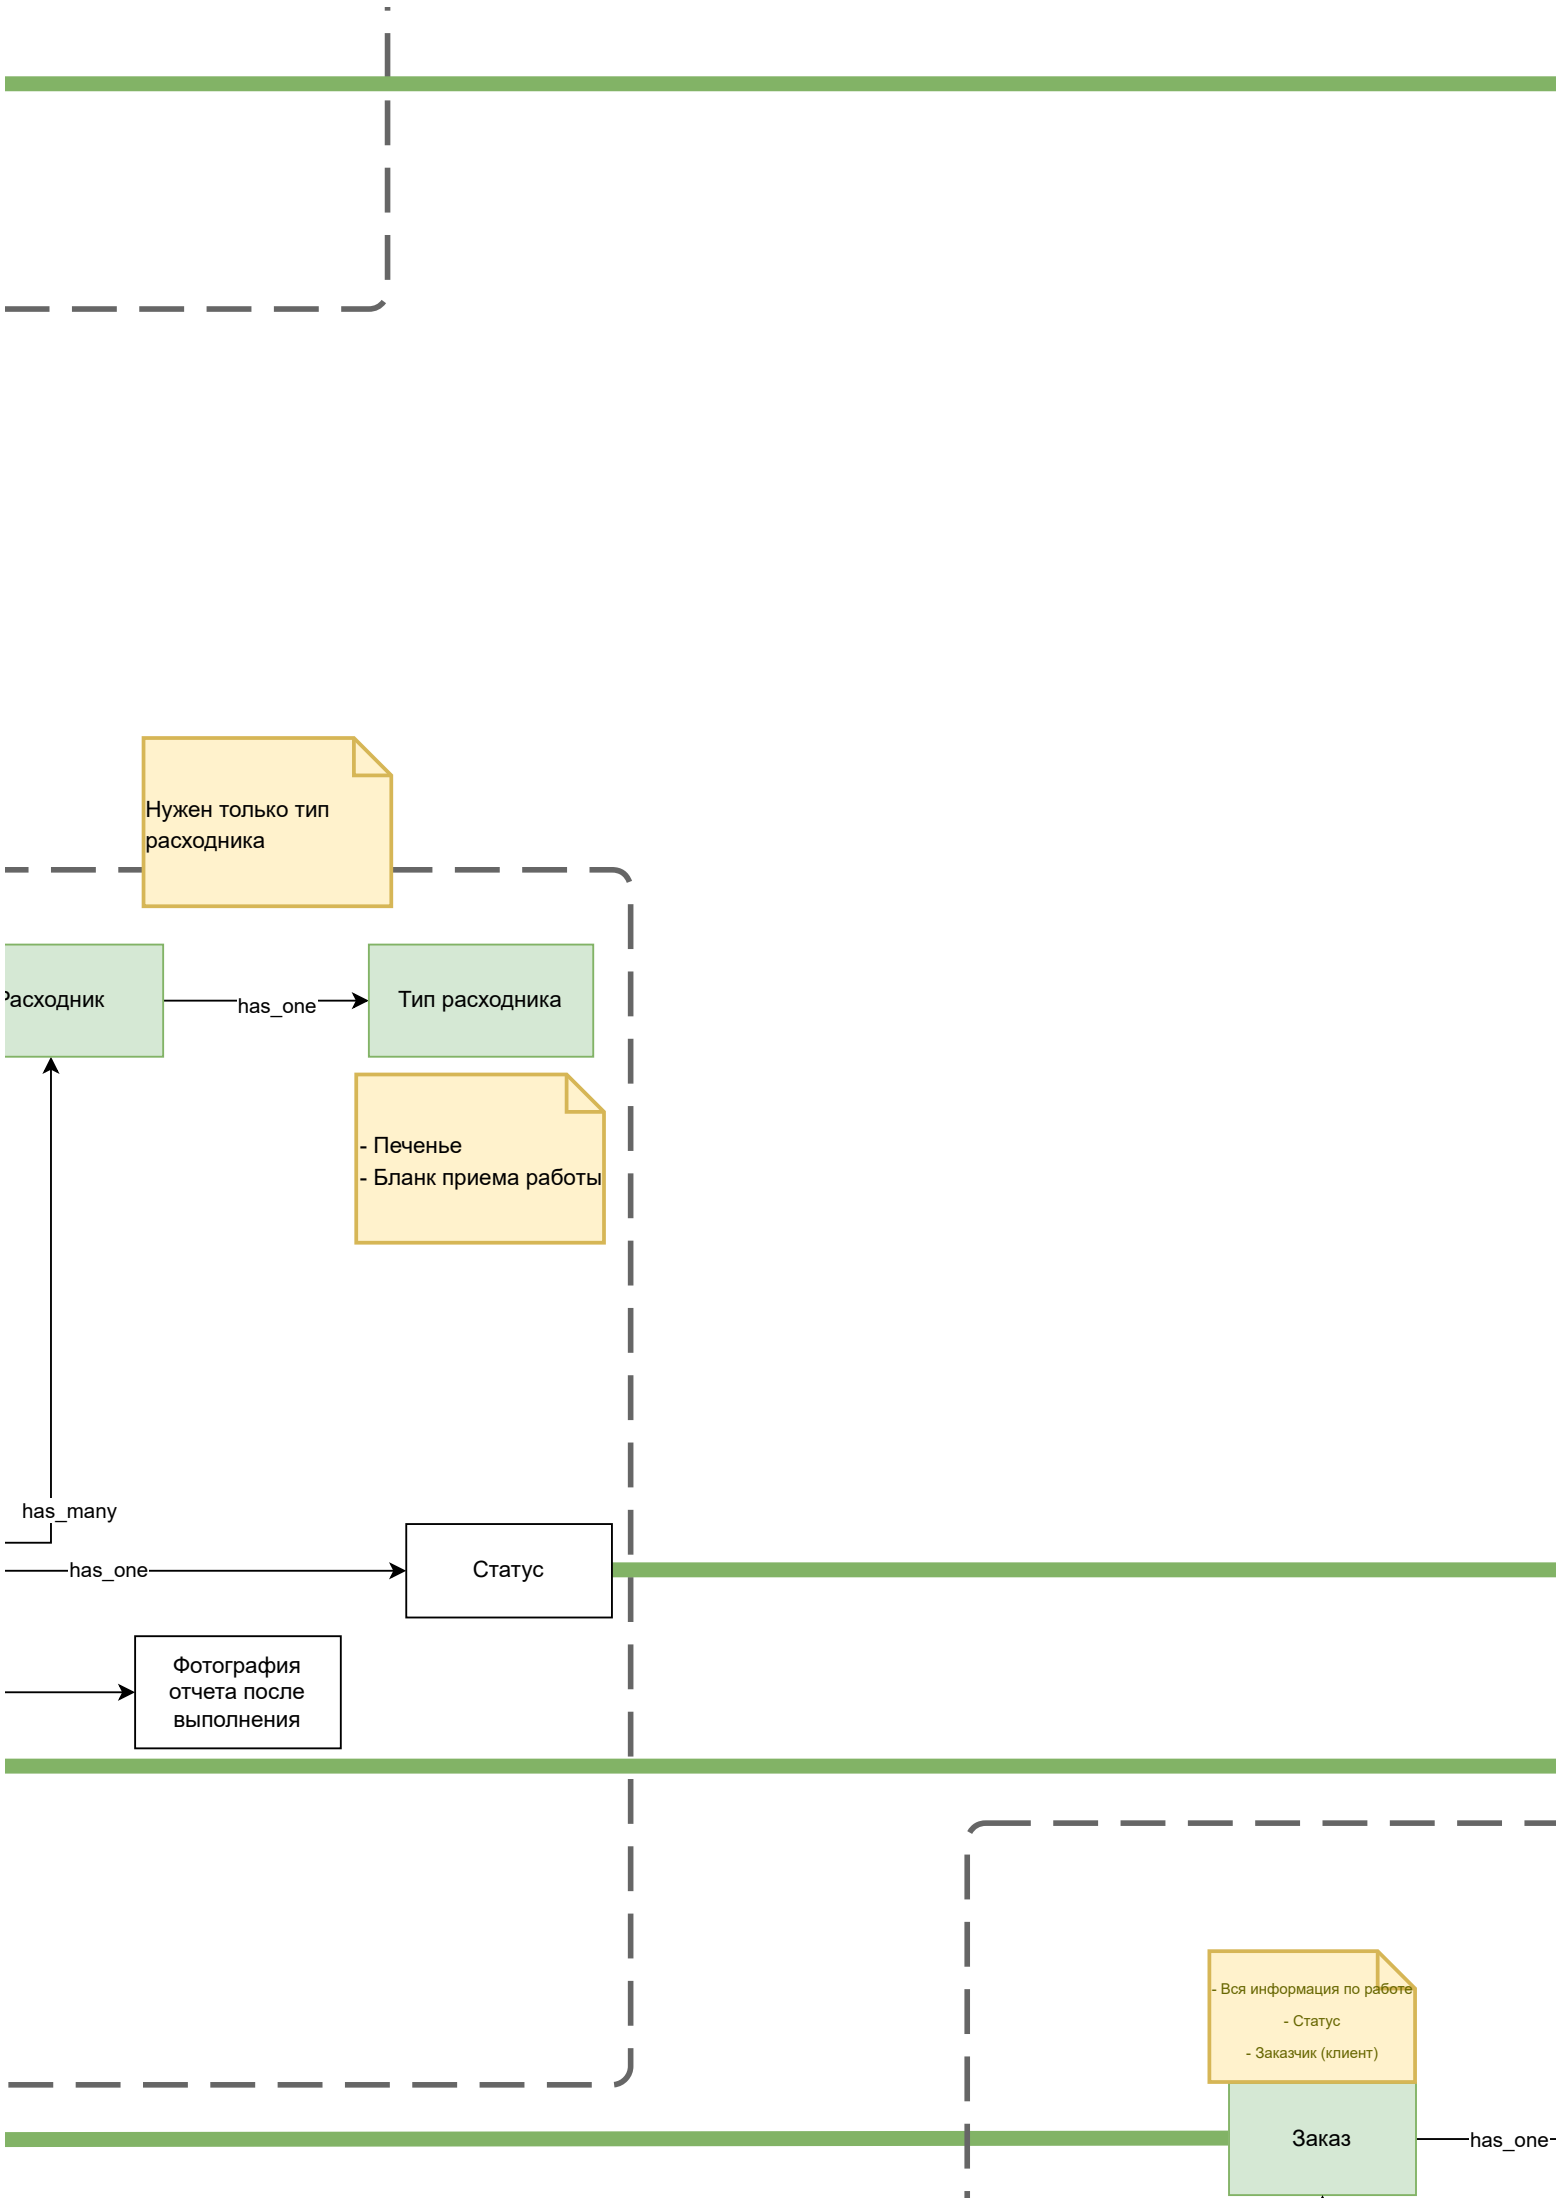 Нужен только тип
расходника
Расходник
has_one
Тип расходника
- Печенье
- Бланк приема работы
has_many
has_one
Статус
Фотография
отчета после
выполнения
- Вся информация по работе
- Статус
- Заказчик (клиент)
Заказ
has_one